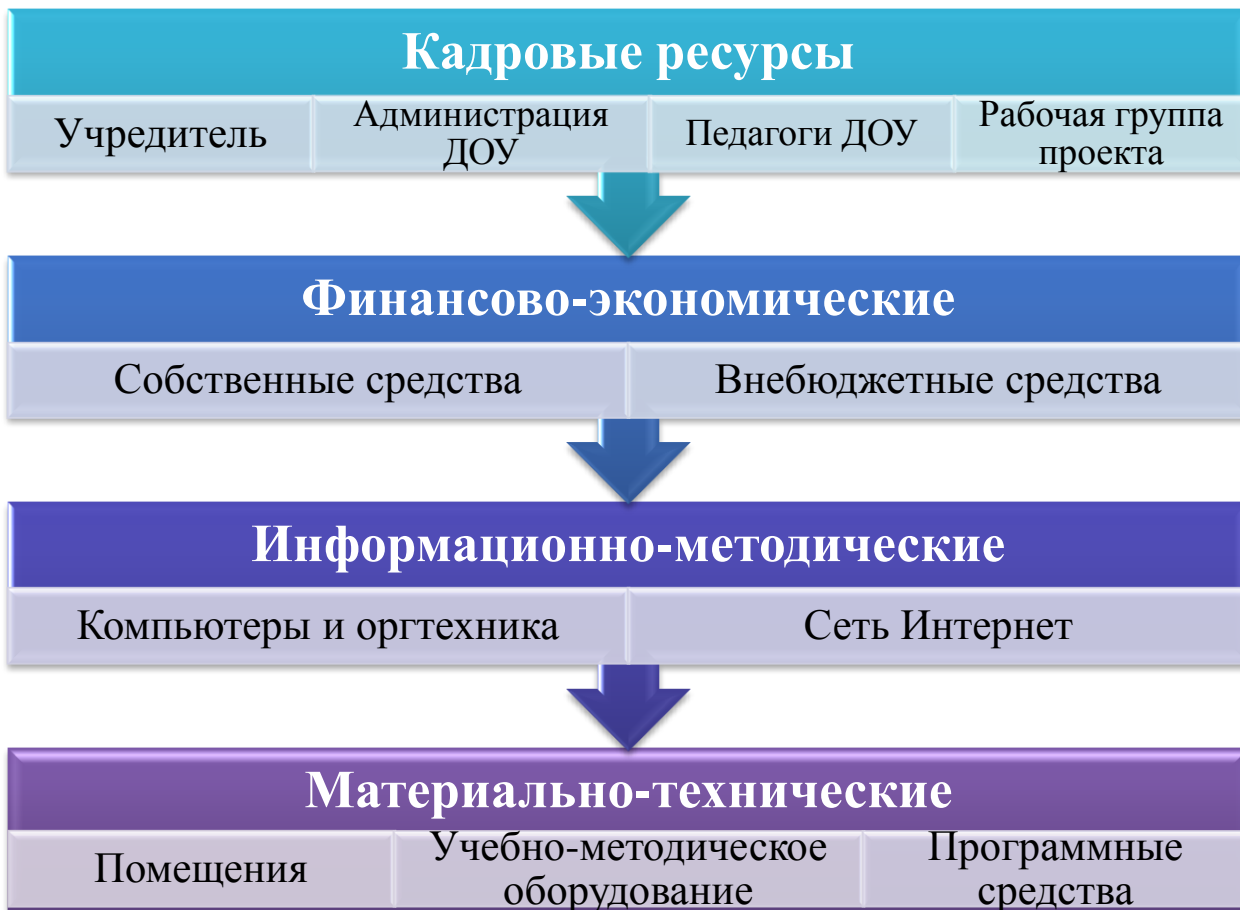 Кадровые ресурсы
Учредитель
Администрация
ДОУ
Педагоги ДОУ
Рабочая группа
проекта
Финансово-экономические
Собственные средства
Внебюджетные средства
Информационно-методические
Компьютеры и оргтехника
Сеть Интернет
Материально-технические
Помещения
Учебно-методическое
оборудование
Программные
средства